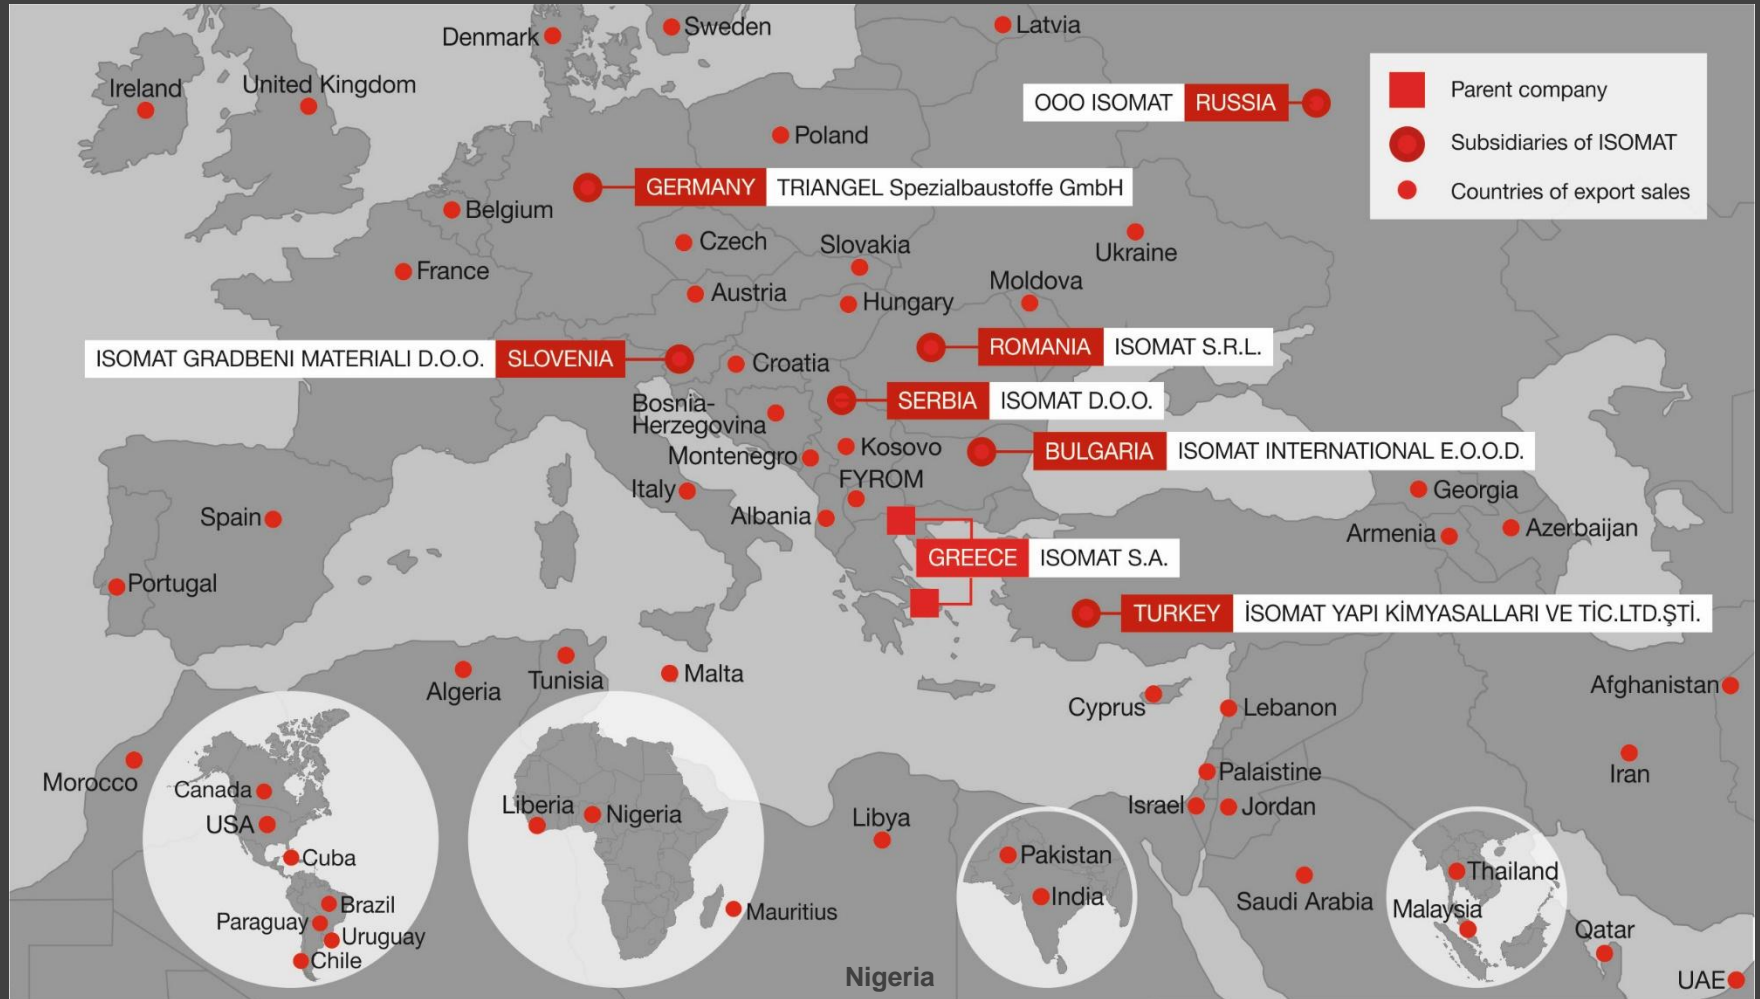 Denmark
Sweden
Latvia
Parent company
Subsidiaries of ISOMAT
Countries of export sales
Ireland
United Kingdom
OOO ISOMAT RUSSIA
Poland
GERMANY TRIANGEL Spezialbaustoffe GmbH
Belgium
Czech
Slovakia
Ukraine
France
Austria
Hungary
Moldova
ISOMAT GRADBENI MATERIALI D.O.O. SLOVENIA
Croatia
ROMANIA ISOMAT S.R.L.
Bosnia-
Herzegovina
SERBIA ISOMAT D.O.O.
Montenegro
Kosovo
BULGARIA ISOMAT INTERNATIONAL E.O.O.D.
FYROM
Italy
Albania
Spain
Georgia
Armenia
Azerbaijan
GREECE ISOMAT S.A.
Portugal
TURKEY İSOMAT YAPI KİMYASALLARI VE TİC.LTD.ŞTİ.
Algeria
Tunisia
Malta
Cyprus
Lebanon
Afghanistan
Morocco
Canada
USA
Cuba
Brazil
Paraguay
Uruguay
Chile
Liberia
Nigeria
Mauritius
Libya
Palaistine
Israel
Jordan
Iran
Pakistan
India
Saudi Arabia
Thailand
Malaysia
Qatar
UAE
Nigeria